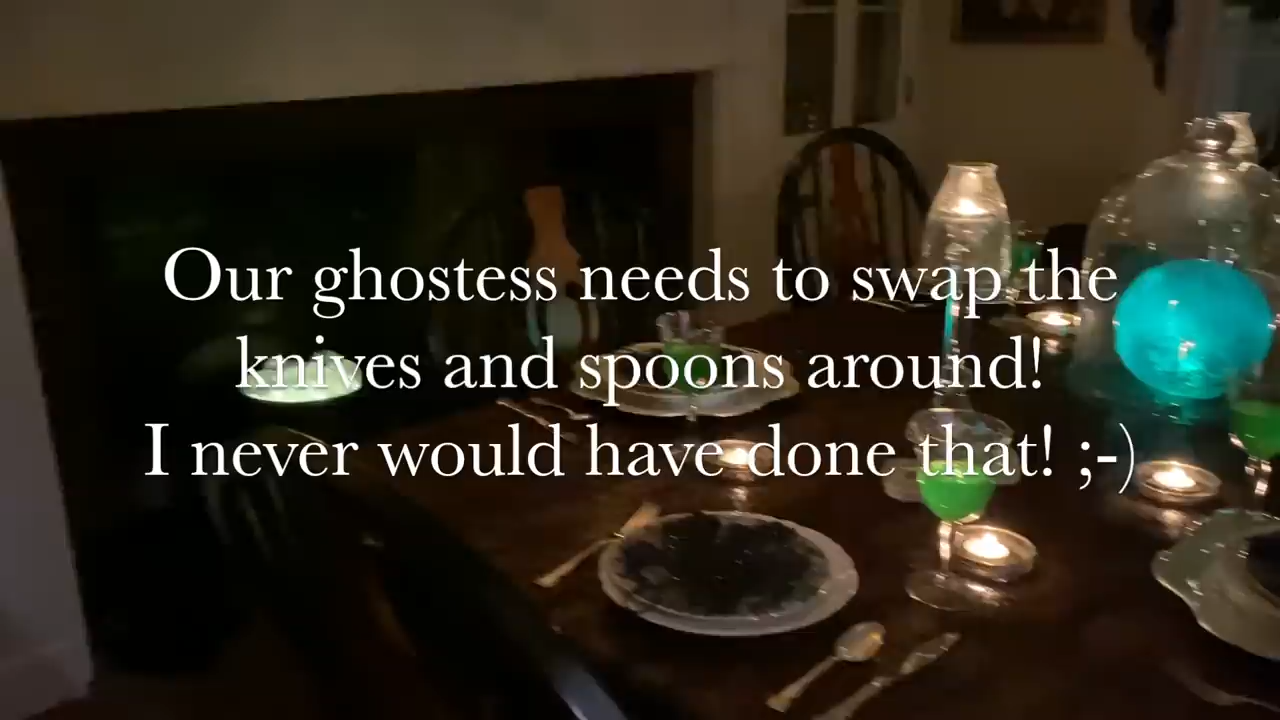 Our ghostess needs to swap the
knives and spoons around!
I never would have done that! ;-)